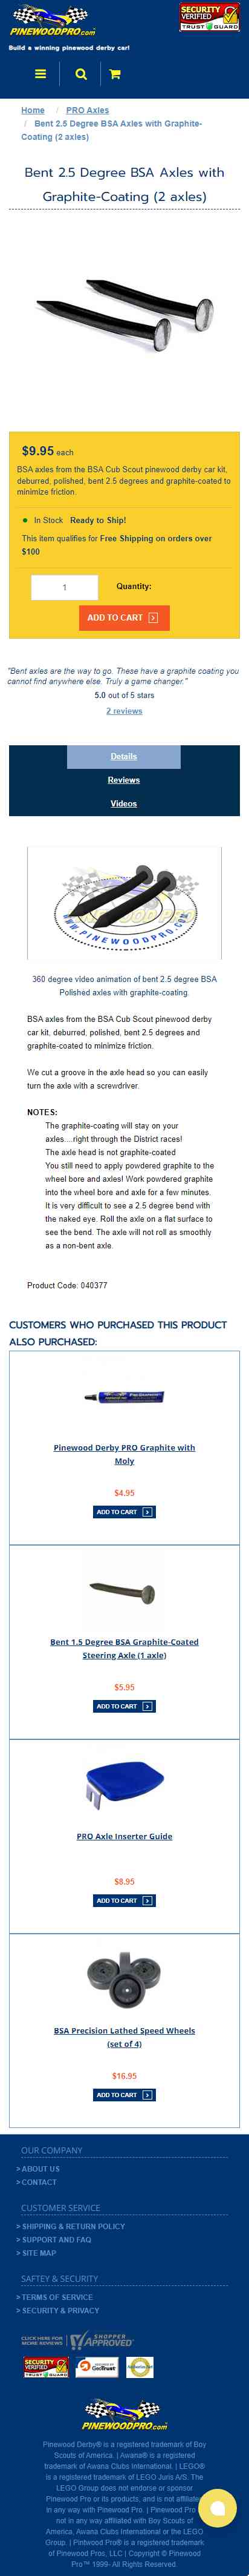 PINEWOODPRO.com
Build a winning pinewood derby car!
SECURITY
VERIFIED
Home / PRO Axles
/ Bent 2.5 Degree BSA Axles with Graphite-
Coating (2 axles)
Bent 2.5 Degree BSA Axles with
Graphite-Coating (2 axles)
$9.95 each
BSA axles from the BSA Cub Scout pinewood derby car kit,
deburred, polished, bent 2.5 degrees and graphite-coated to
minimize friction.
In Stock Ready to Ship!
This item qualifies for Free Shipping on orders over
$100
1 Quantity:
ADD TO CART
"Bent axles are the way to go. These have a graphite coating you
cannot find anywhere else. Truly a game changer."
5.0 out of 5 stars
2 reviews
Details
Reviews
Videos
WWW.PINEWOODPRO.COM
360 degree video animation of bent 2.5 degree BSA
Polished axles with graphite-coating.
BSA axles from the BSA Cub Scout pinewood derby
car kit, deburred, polished, bent 2.5 degrees and
graphite-coated to minimize friction.
We cut a groove in the axle head so you can easily
turn the axle with a screwdriver.
NOTES:
The graphite-coating will stay on your
axles....right through the District races!
The axle head is not graphite-coated
You still need to apply powdered graphite to the
wheel bore and axles! Work powdered graphite
into the wheel bore and axle for a few minutes.
It is very difficult to see a 2.5 degree bend with
the naked eye. Roll the axle on a flat surface to
see the bend. The axle will not roll as smoothly
as a non-bent axle.
Product Code: 040377
CUSTOMERS WHO PURCHASED THIS PRODUCT
ALSO PURCHASED:
Pinewood Derby PRO Graphite with
Moly
$4.95
ADD TO CART
Bent 1.5 Degree BSA Graphite-Coated
Steering Axle (1 axle)
$5.95
ADD TO CART
PRO Axle Inserter Guide
$8.95
ADD TO CART
BSA Precision Lathed Speed Wheels
(set of 4)
$16.95
ADD TO CART
OUR COMPANY
> ABOUT US
> CONTACT
CUSTOMER SERVICE
> SHIPPING & RETURN POLICY
> SUPPORT AND FAQ
> SITE MAP
SAFTEY & SECURITY
> TERMS OF SERVICE
> SECURITY & PRIVACY
CLICK HERE FOR
MORE REVIEWS
SHOPPER
APPROVED
SECURITY
VERIFIED
GeoTrust
PINEWOODPRO.com
Pinewood Derby® is a registered trademark of Boy
Scouts of America. | Awana® is a registered
trademark of Awana Clubs International. | LEGO®
is a registered trademark of LEGO Juris A/S. The
LEGO Group does not endorse or sponsor
Pinewood Pro or its products, and is not affiliated
in any way with Pinewood Pro. | Pinewood Pro
not in any way affiliated with Boy Scouts of
America, Awana Clubs International or the LEGO
Group. | Pintwood Pro® is a registered trademark
of Pinewood Pros, LLC | Copyright © Pinewood
Pro™ 1999- All Rights Reserved.